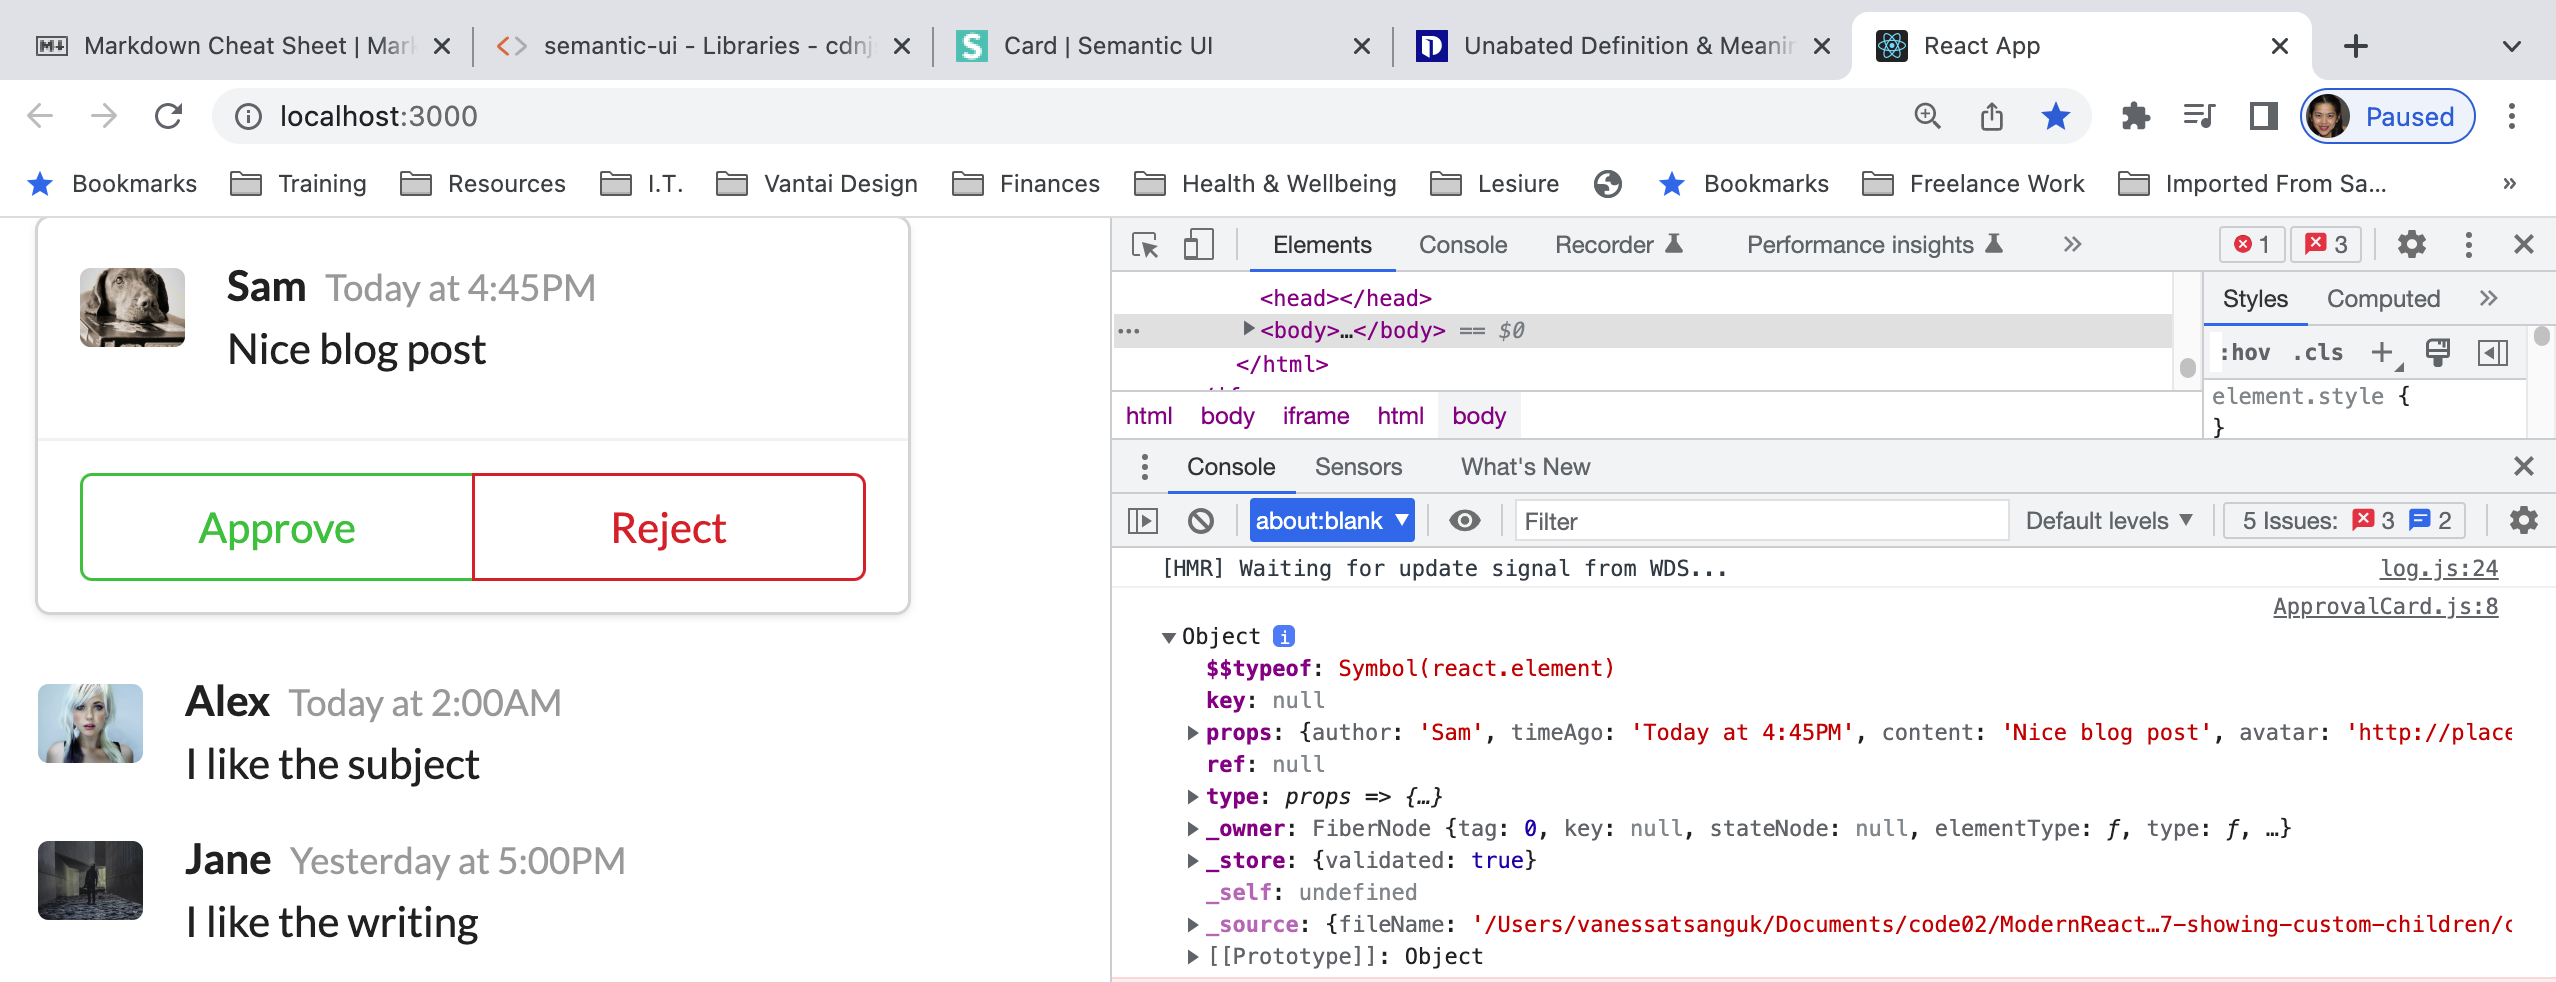 Markdown Cheat Sheet | Mark
semantic-ui - Libraries - cdnjs
Card | Semantic UI
Unabated Definition & Meanin
React App
localhost:3000
Paused
Bookmarks Training Resources I.T. Vantai Design Finances Health & Wellbeing Lesiure Bookmarks Freelance Work Imported From Sa... »
Sam Today at 4:45PM
Nice blog post
Approve Reject
Alex Today at 2:00AM
I like the subject
Jane Yesterday at 5:00PM
I like the writing
Elements Console Recorder Performance insights » 1 3
<head></head>
… <body>…</body> == $0
</html>
html body iframe html body
Styles Computed »
:hov .cls +
element.style {
}
Console Sensors What's New
about:blank Filter Default levels 5 Issues: 3 2
[HMR] Waiting for update signal from WDS... log.js:24
ApprovalCard.js:8
Object i
$$typeof: Symbol(react.element)
key: null
props: {author: 'Sam', timeAgo: 'Today at 4:45PM', content: 'Nice blog post', avatar: 'http://place
ref: null
type: props => {…}
_owner: FiberNode {tag: 0, key: null, stateNode: null, elementType: ƒ, type: ƒ, …}
_store: {validated: true}
_self: undefined
_source: {fileName: '/Users/vanessatsanguk/Documents/code02/ModernReact…7-showing-custom-children/c
[[Prototype]]: Object